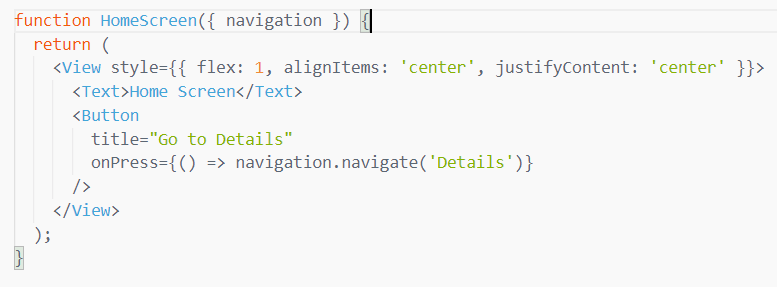 function HomeScreen({ navigation }) {
  return (
    <View style={{ flex: 1, alignItems: 'center', justifyContent: 'center' }}>
      <Text>Home Screen</Text>
      <Button
        title="Go to Details"
        onPress={() => navigation.navigate('Details')}
      />
    </View>
  );
}